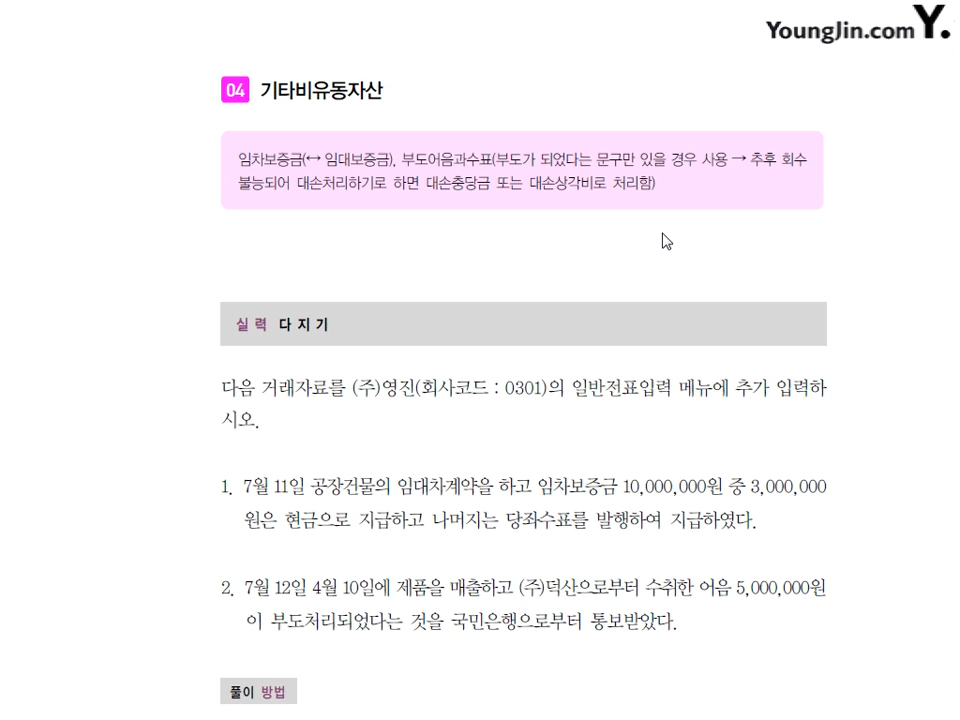 YoungJin.com Y.
04 기타비유동자산
임차보증금(↔ 임대보증금), 부도어음과수표(부도가 되었다는 문구만 있을 경우 사용 → 추후 회수
불능되어 대손처리하기로 하면 대손충당금 또는 대손상각비로 처리함)
실력 다지기
다음 거래자료를 (주)영진(회사코드 : 0301)의 일반전표입력 메뉴에 추가 입력하
시오.
1. 7월 11일 공장건물의 임대차계약을 하고 임차보증금 10,000,000원 중 3,000,000
원은 현금으로 지급하고 나머지는 당좌수표를 발행하여 지급하였다.
2. 7월 12일 4월 10일에 제품을 매출하고 (주)덕산으로부터 수취한 어음 5,000,000원
이 부도처리되었다는 것을 국민은행으로부터 통보받았다.
풀이 방법